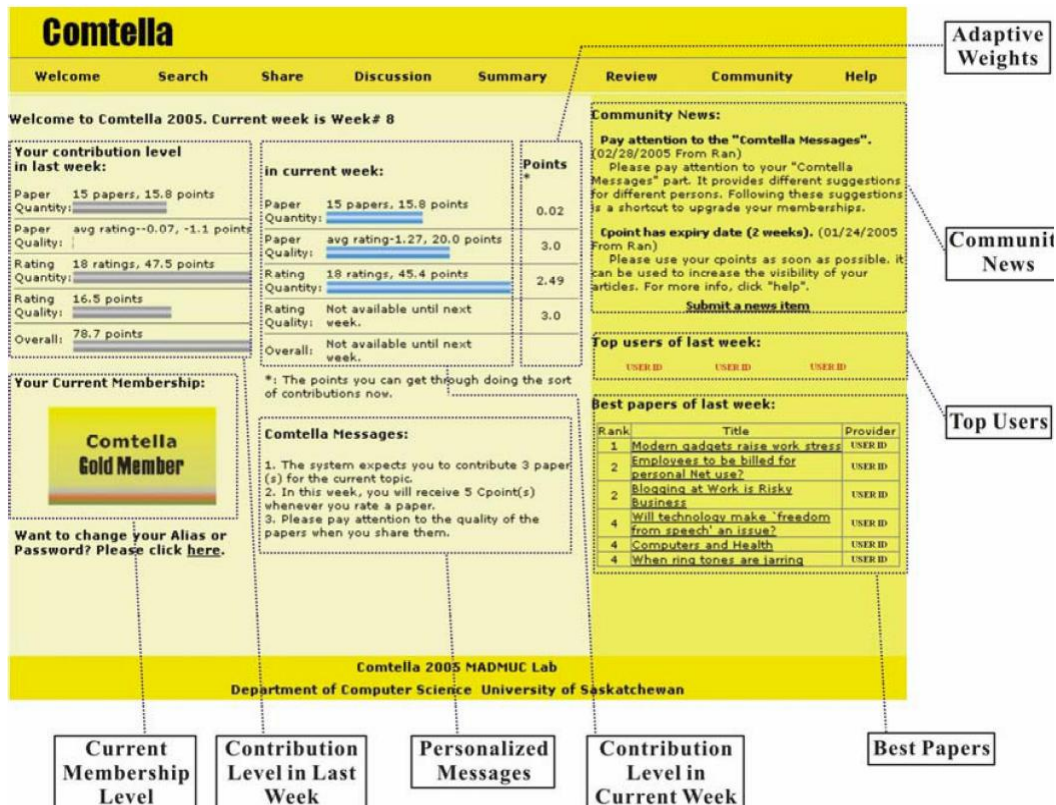 Comtella
Welcome Search Share Discussion Summary Review Community Help
Welcome to Comtella 2005. Current week is Week# 8
Your contribution level
in last week:
Paper
Quantity:
15 papers, 15.8 points
Paper
Quality:
avg rating--0.07, -1.1 points
Rating
Quantity:
18 ratings, 47.5 points
Rating
Quality:
16.5 points
Overall:
78.7 points
in current week:
Paper
Quantity:
15 papers, 15.8 points
Paper
Quality:
avg rating-1.27, 20.0 points
Rating
Quantity:
18 ratings, 45.4 points
Rating
Quality:
Not available until next
week.
Overall:
Not available until next
week.
Points
*
0.02
3.0
2.49
3.0
*: The points you can get through doing the sort
of contributions now.
Your Current Membership:
Comtella
Gold Member
Want to change your Alias or
Password? Please click here.
Comtella Messages:
1. The system expects you to contribute 3 paper
(s) for the current topic.
2. In this week, you will receive 5 Cpoint(s)
whenever you rate a paper.
3. Please pay attention to the quality of the
papers when you share them.
Community News:
Pay attention to the "Comtella Messages".
(02/28/2005 From Ran)
Please pay attention to your "Comtella
Messages" part. It provides different suggestions
for different persons. Following these suggestions
is a shortcut to upgrade your memberships.
Cpoint has expiry date (2 weeks). (01/24/2005
From Ran)
Please use your cpoints as soon as possible. it
can be used to increase the visibility of your
articles. For more info, click "help".
Submit a news item
Top users of last week:
USER ID USER ID USER ID
Best papers of last week:
Rank Title Provider
1 Modern gadgets raise work stress USER ID
2 Employees to be billed for
personal Net use? USER ID
2 Blogging at Work is Risky
Business USER ID
4 Will technology make `freedom
from speech' an issue? USER ID
4 Computers and Health USER ID
4 When ring tones are jarring USER ID
Comtella 2005 MADMUC Lab
Department of Computer Science University of Saskatchewan
Adaptive
Weights
Community
News
Top Users
Best Papers
Current
Membership
Level
Contribution
Level in Last
Week
Personalized
Messages
Contribution
Level in
Current Week